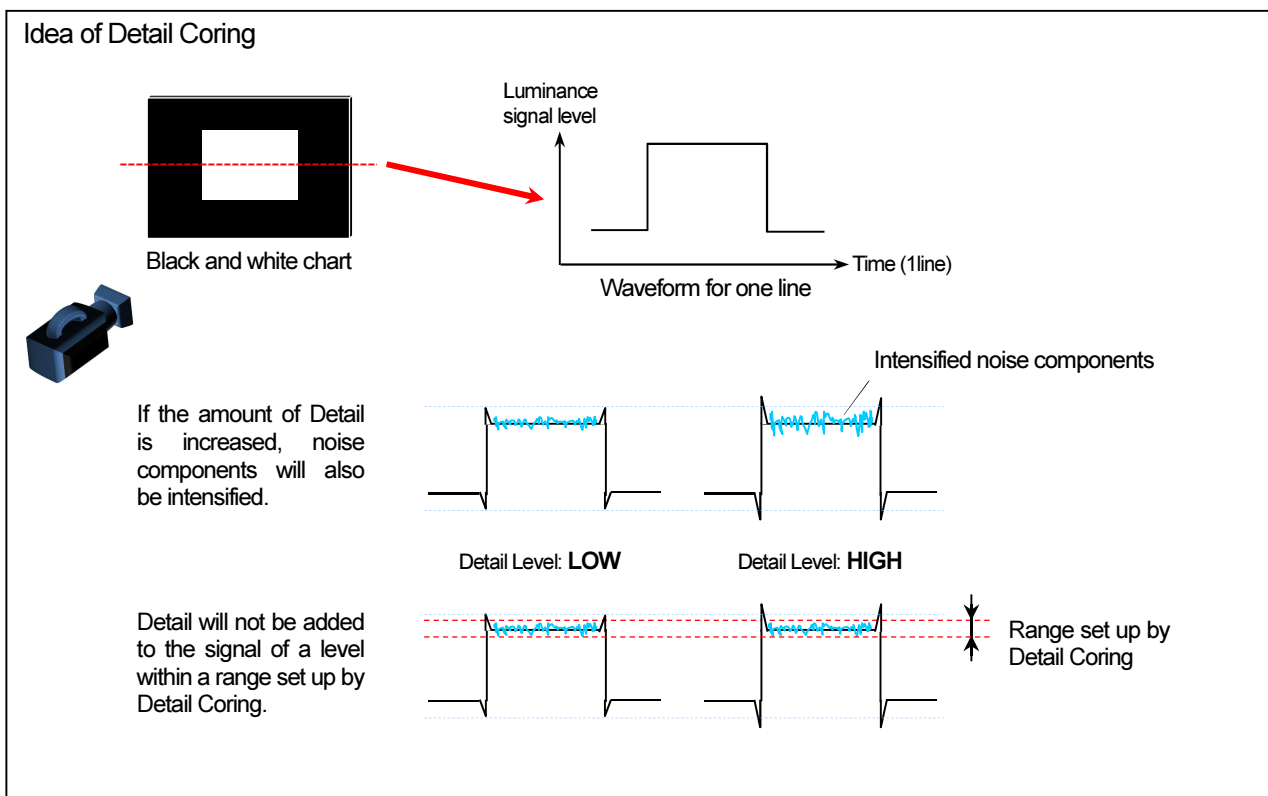 Idea of Detail Coring
Luminance
signal level
Black and white chart
Time (1line)
Waveform for one line
Intensified noise components
If the amount of Detail
is increased, noise
components will also
be intensified.
Detail Level: LOW
Detail Level: HIGH
Detail will not be added
to the signal of a level
within a range set up by
Detail Coring.
Range set up by
Detail Coring